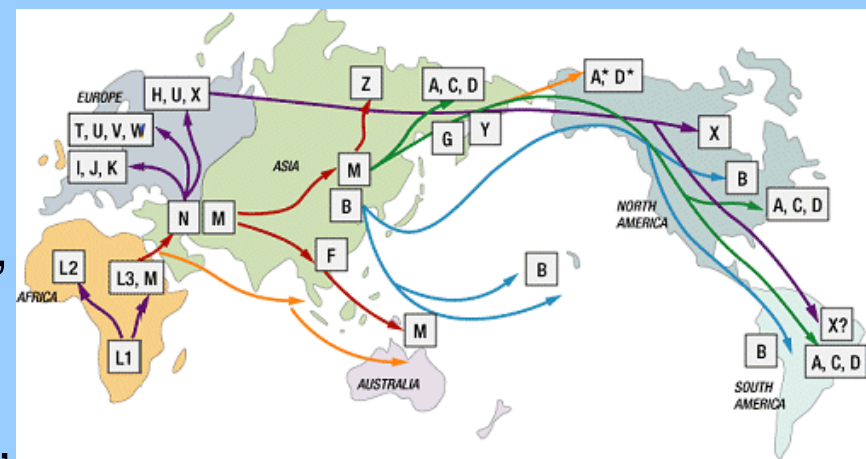 Z
A, C, D
A,* D*
EUROPE
H, U, X
T, U, V, W
G
Y
X
I, J, K
ASIA
M
B
B
N
M
NORTH
AMERICA
A, C, D
,
L2
L3, M
F
B
AFRICA
L1
M
X?
B
A, C, D
AUSTRALIA
SOUTH
AMERICA
.